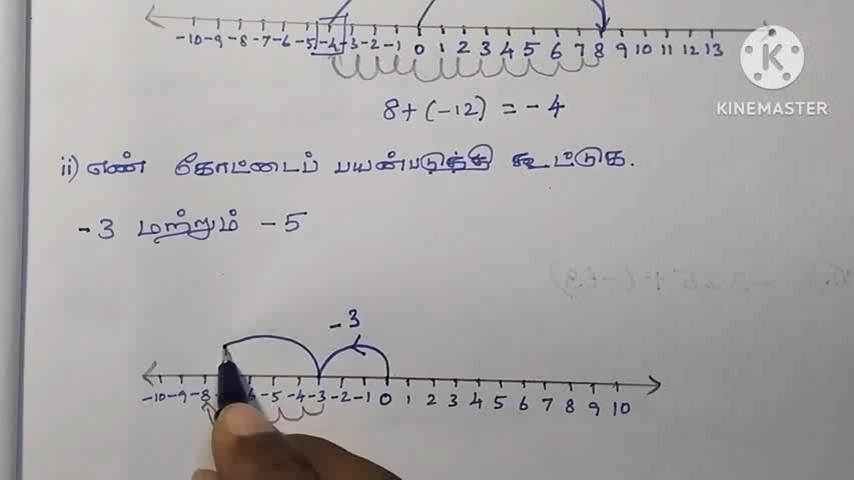 -10 -9 -8 -7 -6 -5 -4 -3 -2 -1 0 1 2 3 4 5 6 7 8 9 10 11 12 13
K
KINEMASTER
8+(-12) = -4
ii) எண் கோட்டைப் பயன்படுத்தி கூட்டுக.
-3 மற்றும் -5
-3
-10 -9 -8 6 -5 -4 -3 -2 -1 0 1 2 3 4 5 6 7 8 9 10